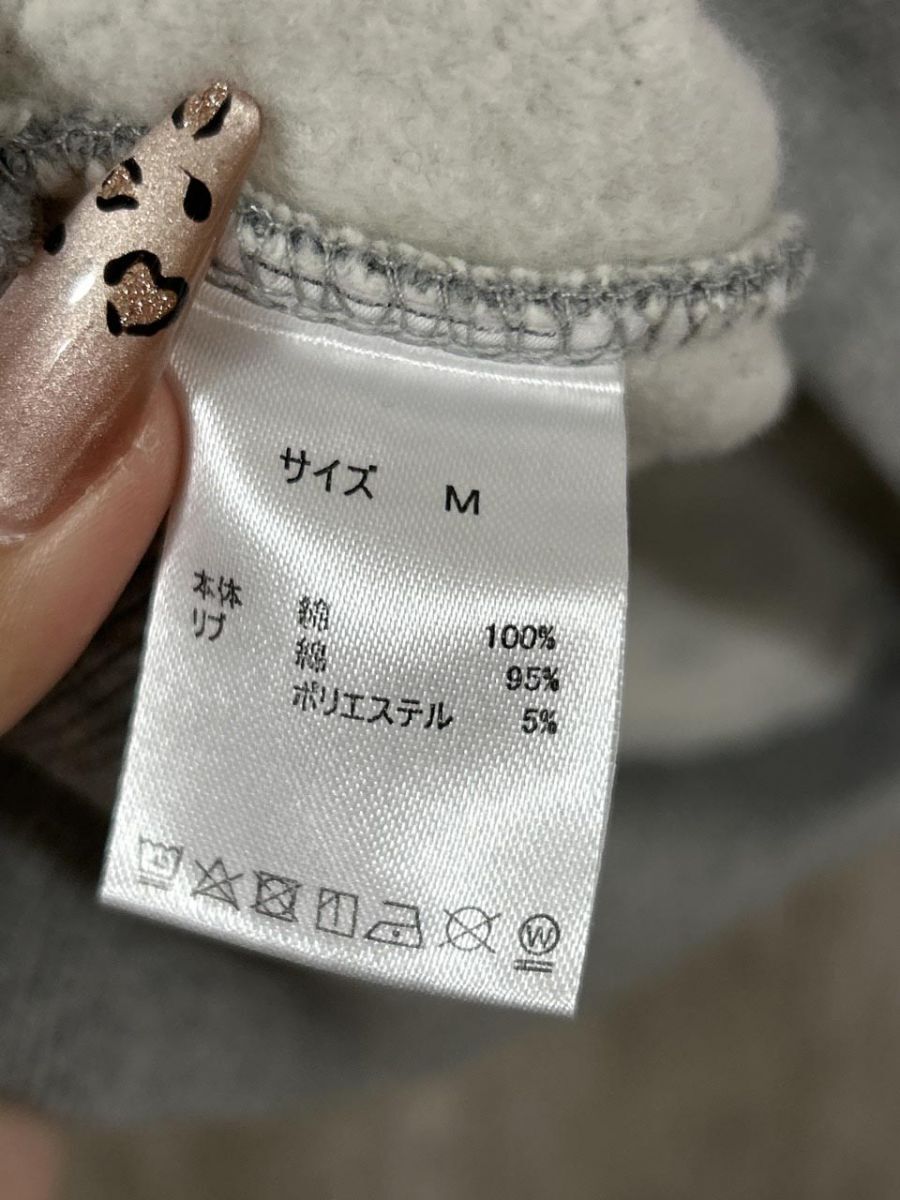 サイズ M
本体 綿 100%
リブ 綿 95%
ポリエステル 5%
W